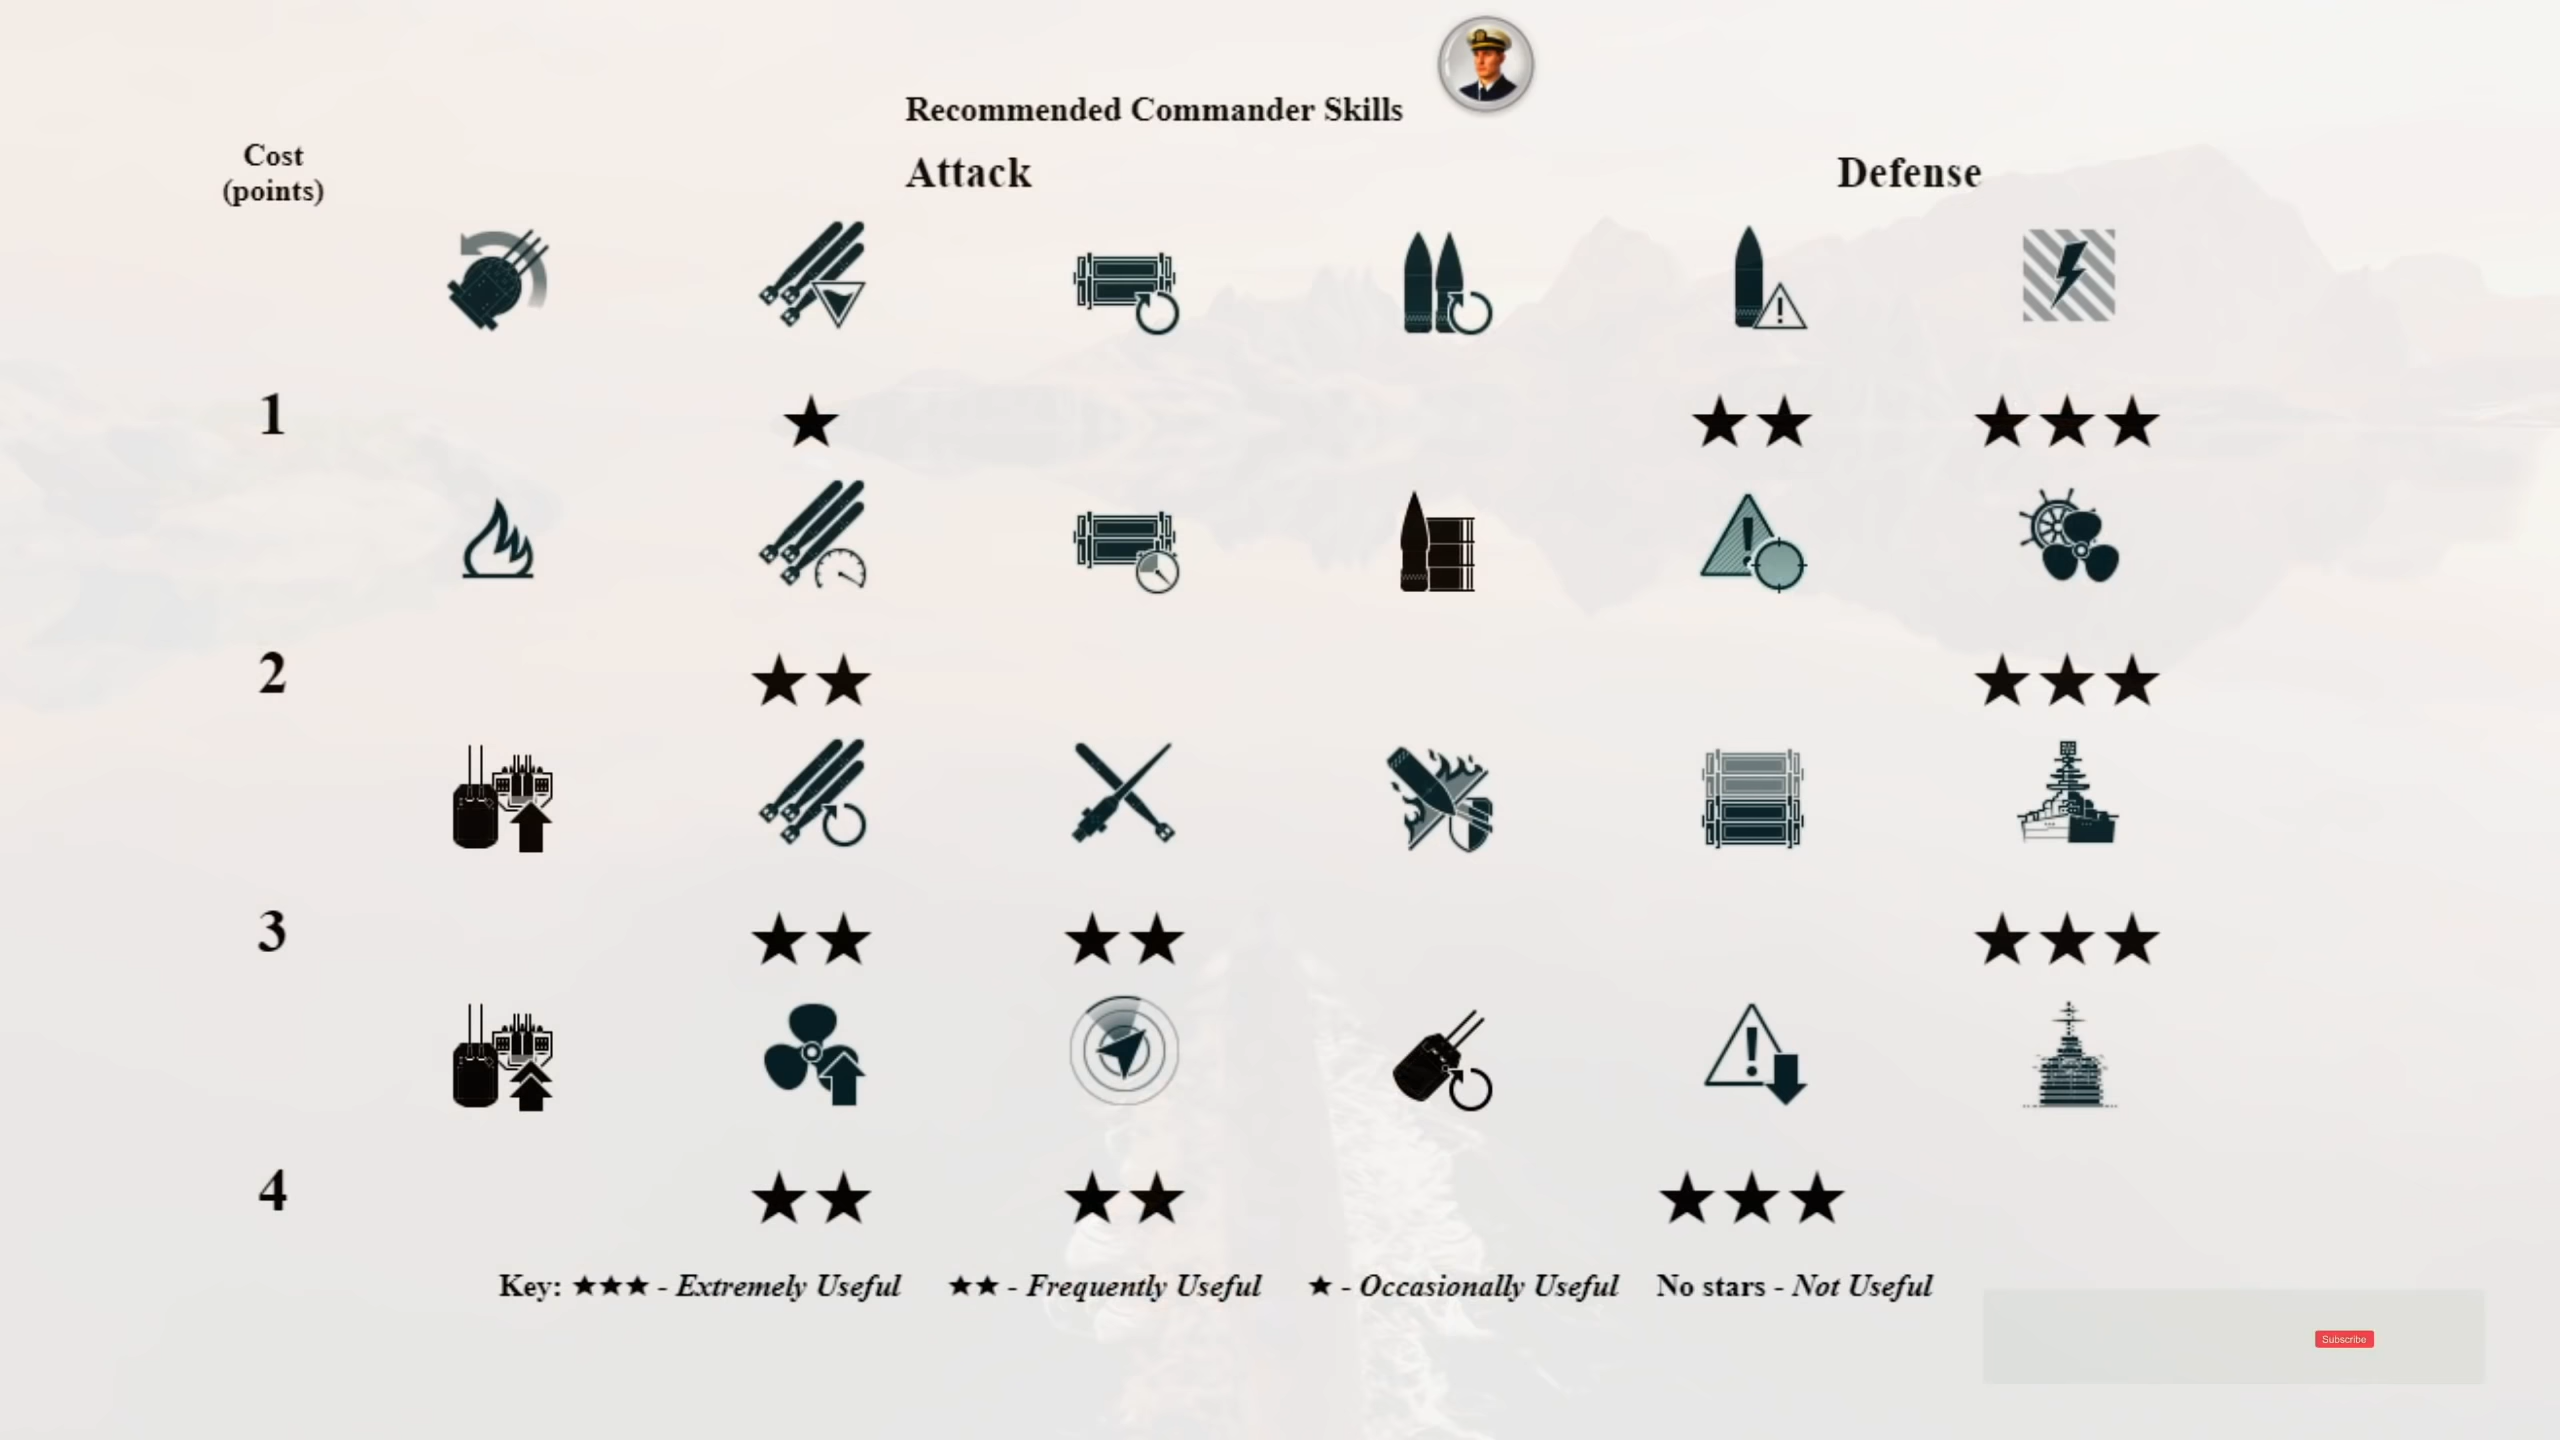 Recommended Commander Skills
Cost
(points)
Attack
Defense
1
★
★★
★★★
2
★★
★★★
3
★★
★★
★★★
4
★★
★★
★★★
Key: ★★★ - Extremely Useful ★★ - Frequently Useful ★ - Occasionally Useful No stars - Not Useful
Subscribe